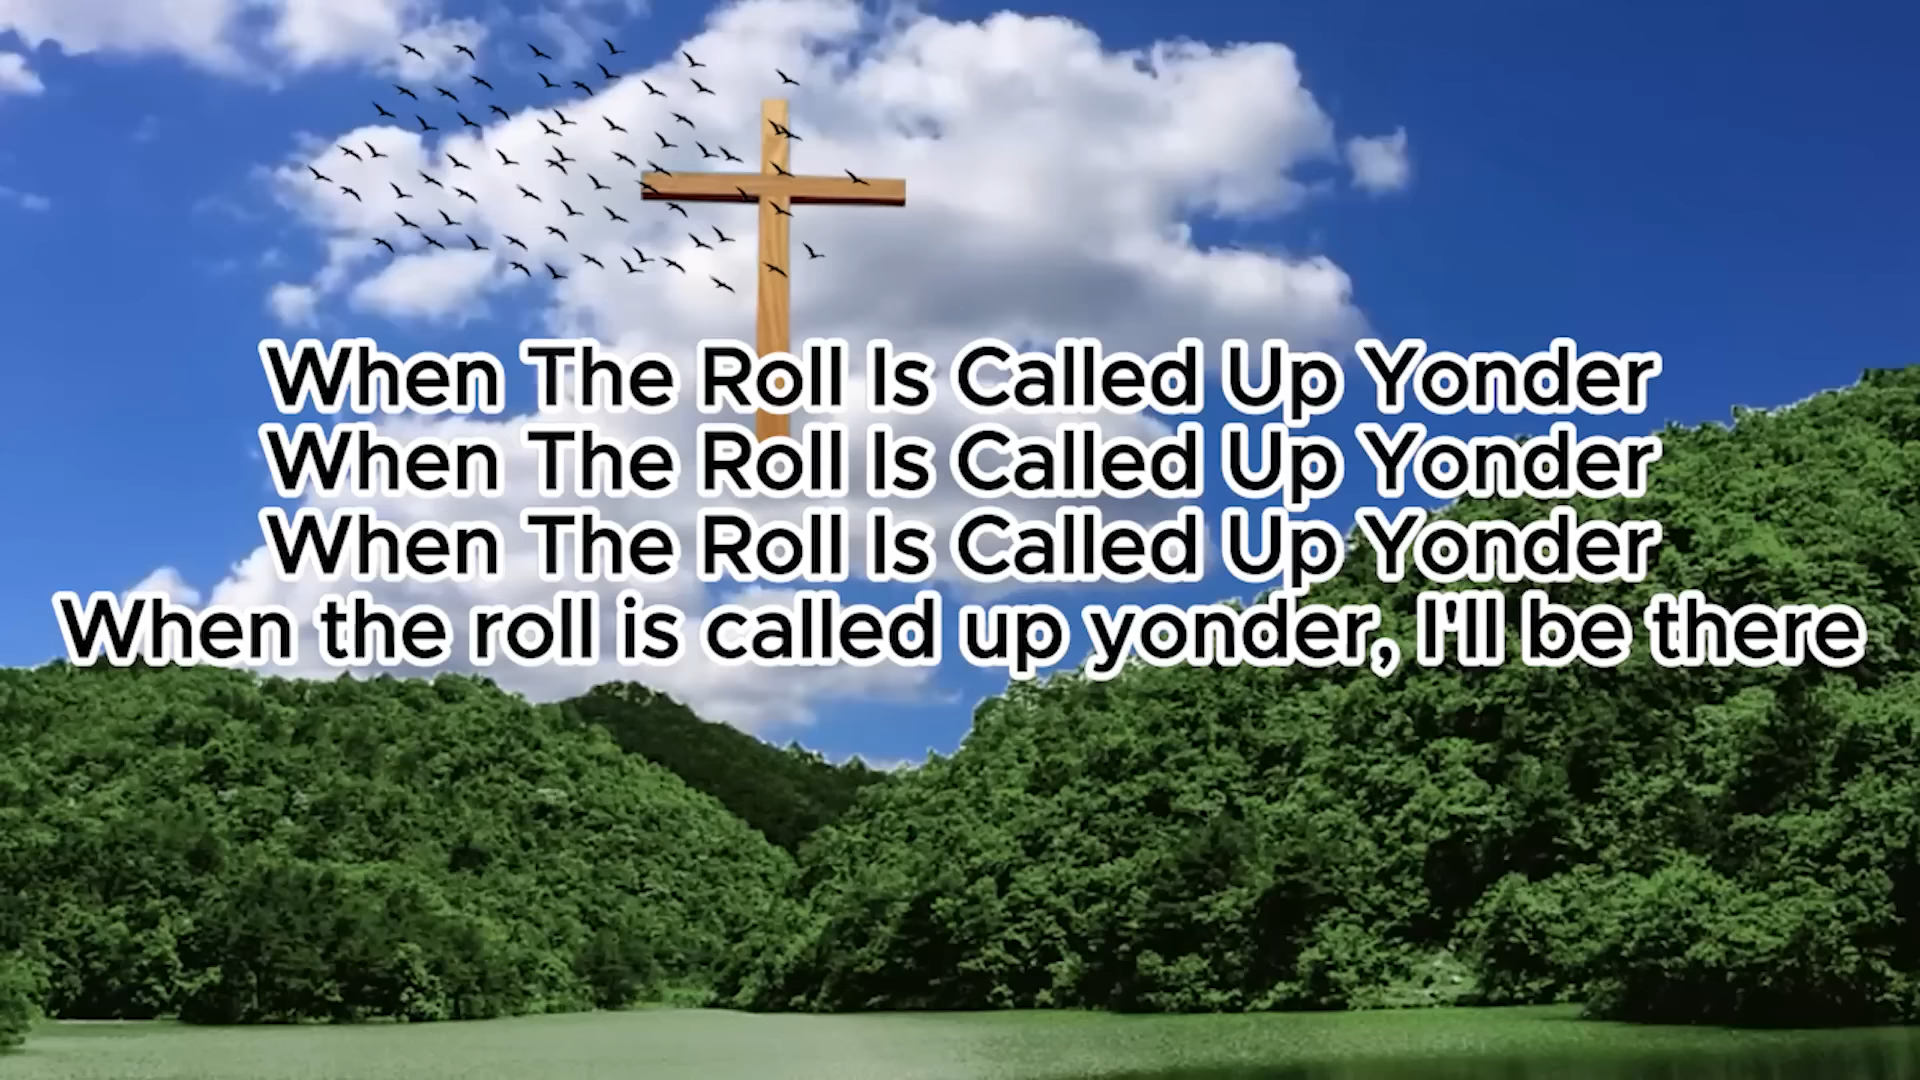 When The Roll Is Called Up Yonder
When The Roll Is Called Up Yonder
When The Roll Is Called Up Yonder
When the roll is called up yonder, I'll be there